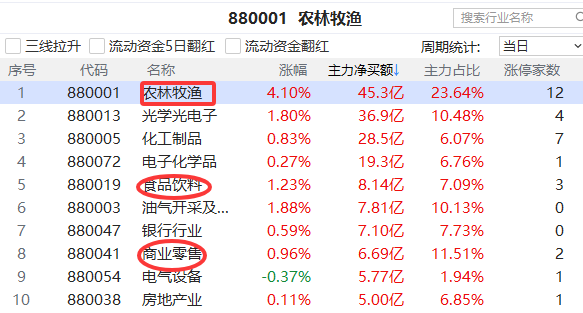 880001 农林牧渔 搜索行业名称
三线拉升 流动资金5日翻红 流动资金翻红 周期统计: 当日
序号 代码 名称 涨幅 主力净买额↓ 主力占比 涨停家数
1 880001 农林牧渔 4.10% 45.3亿 23.64% 12
2 880013 光学光电子 1.80% 36.9亿 10.48% 4
3 880005 化工制品 0.83% 28.5亿 6.07% 7
4 880072 电子化学品 0.27% 19.3亿 6.76% 1
5 880019 食品饮料 1.23% 8.14亿 7.09% 3
6 880003 油气开采及... 1.88% 7.81亿 10.13% 0
7 880047 银行行业 0.59% 7.10亿 7.73% 0
8 880041 商业零售 0.96% 6.69亿 11.51% 2
9 880054 电气设备 -0.37% 5.77亿 1.94% 1
10 880038 房地产业 0.11% 5.00亿 6.85% 1